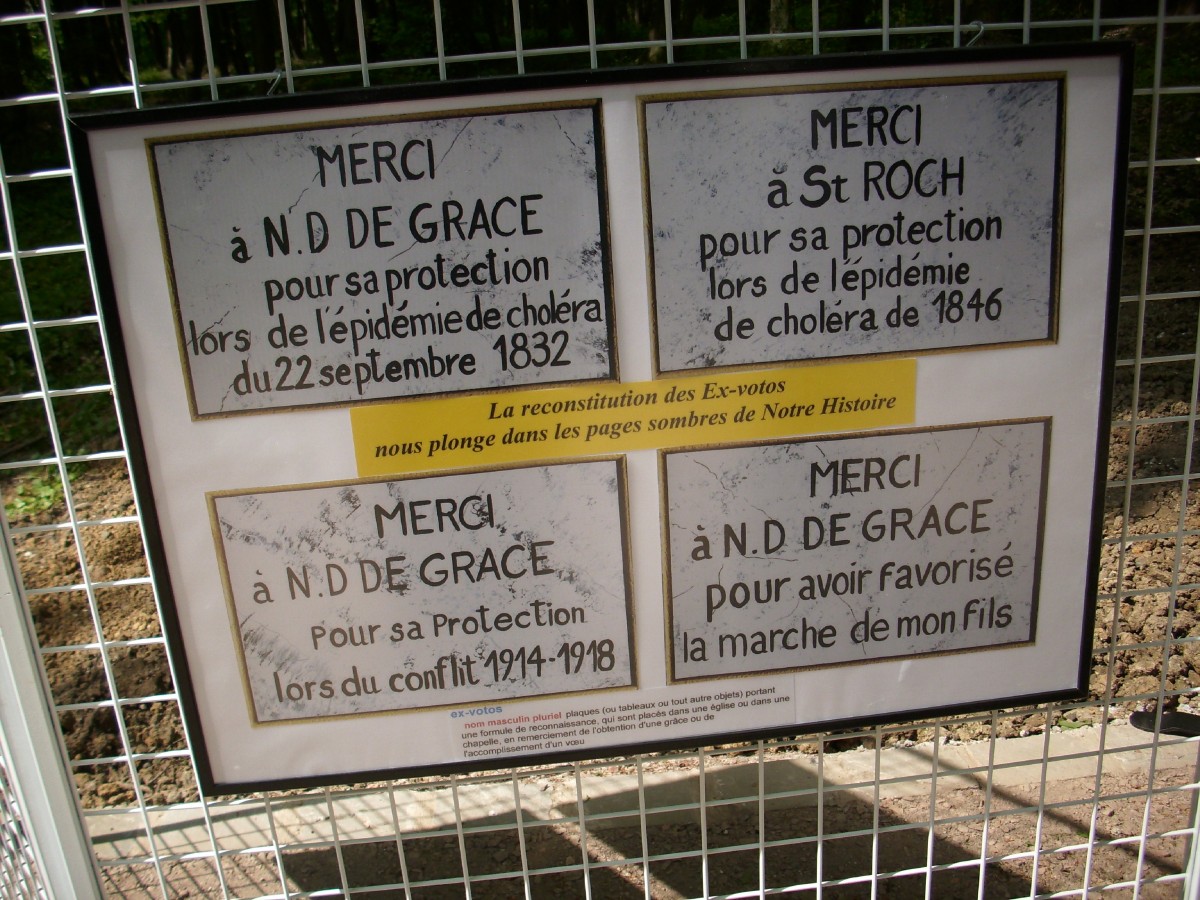 MERCI
à N.D DE GRACE
pour sa protection
lors de l'épidémie de choléra
du 22 septembre 1832
MERCI
à St ROCH
pour sa protection
lors de l'épidémie
de choléra de 1846
La reconstitution des Ex-votos
nous plonge dans les pages sombres de Notre Histoire
MERCI
à N.D DE GRACE
Pour sa Protection
lors du conflit 1914-1918
MERCI
à N.D DE GRACE
pour avoir favorisé
la marche de mon fils
ex-votos
nom masculin pluriel plaques (ou tableaux ou tout autre objets) portant
une formule de reconnaissance, qui sont placés dans une église ou dans une
chapelle, en remerciement de l'obtention d'une grâce ou de
l'accomplissement d'un vœu